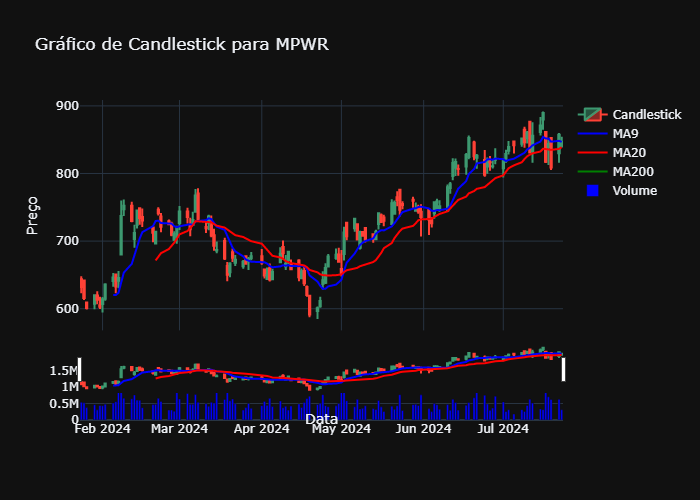 Gráfico de Candlestick para MPWR
900
800
700
600
Preço
Candlestick
MA9
MA20
MA200
Volume
1.5M
1M
0.5M
0
Feb 2024
Mar 2024
Apr 2024
May 2024
Jun 2024
Jul 2024
Data